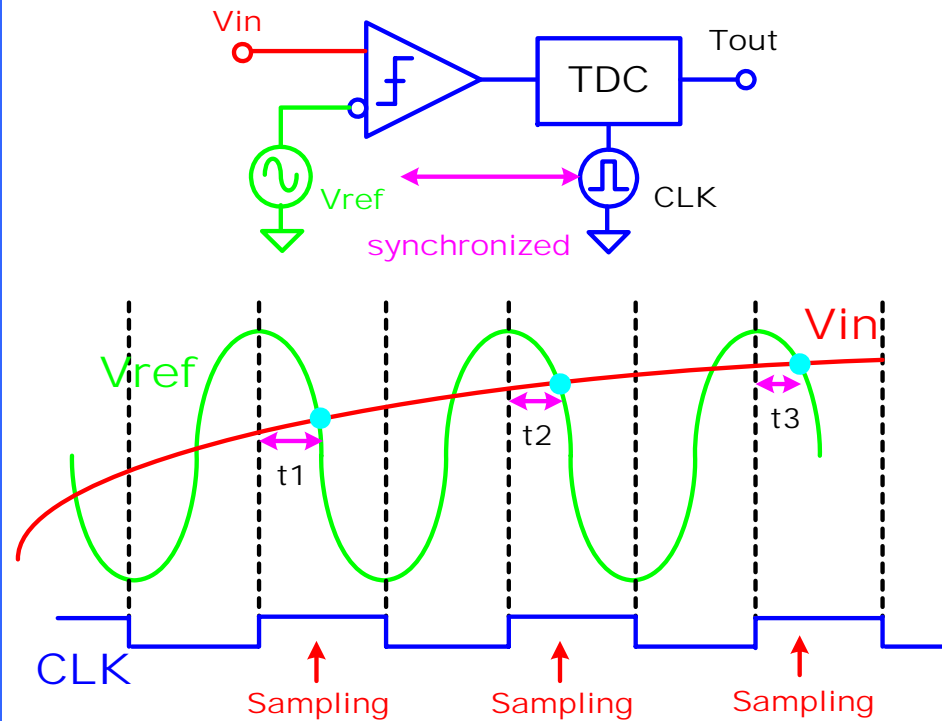 Vin
Tout
TDC
Vref
CLK
synchronized
Vin
Vref
t1
t2
t3
CLK
Sampling
Sampling
Sampling